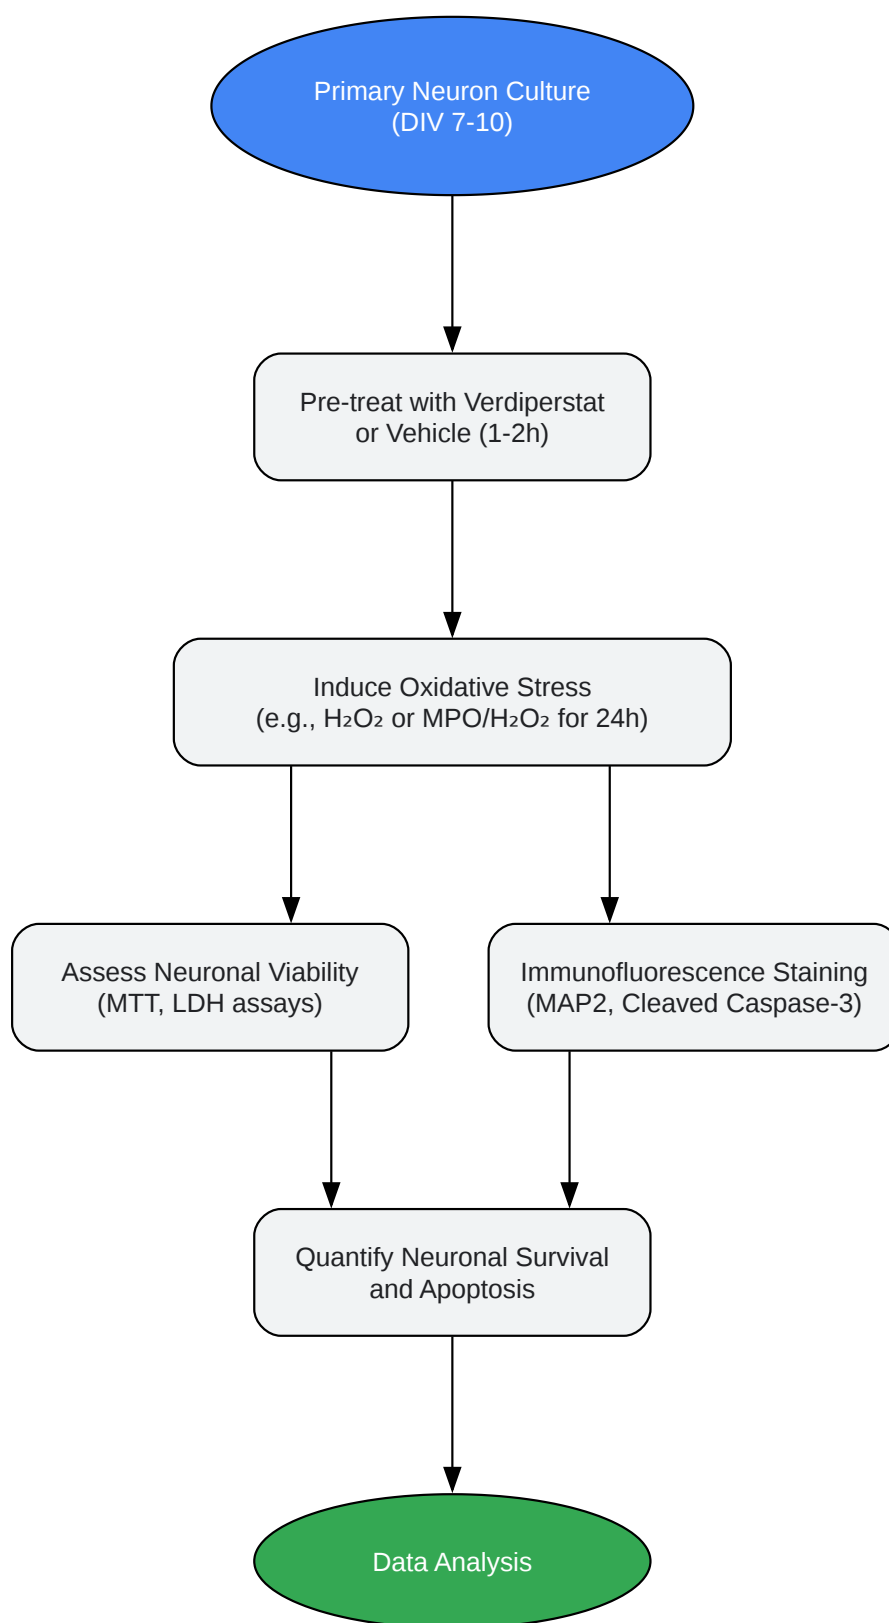 Primary Neuron Culture
(DIV 7-10)
Pre-treat with Verdiperstat
or Vehicle (1-2h)
Induce Oxidative Stress
(e.g., H₂O₂ or MPO/H₂O₂ for 24h)
Assess Neuronal Viability
(MTT, LDH assays)
Immunofluorescence Staining
(MAP2, Cleaved Caspase-3)
Quantify Neuronal Survival
and Apoptosis
Data Analysis